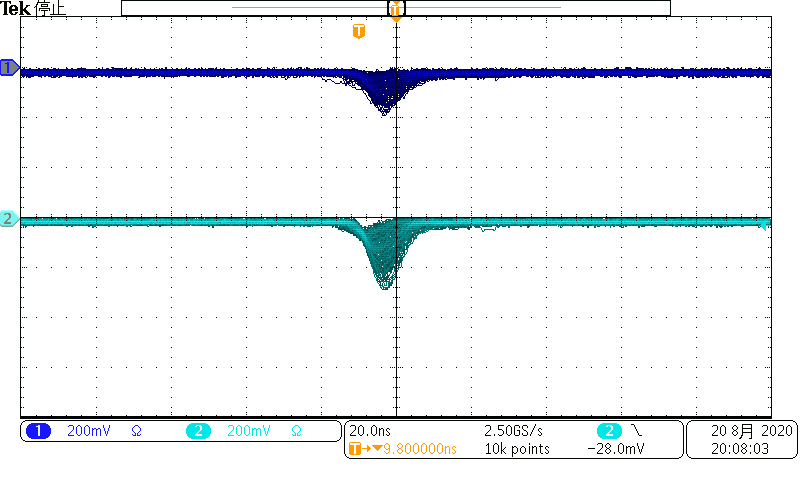 Tek 停止
T
T
1
2
1 200mV Ω 2 200mV Ω
20.0ns 2.50GS/s 2
T→▼9.800000ns 10k points −28.0mV
20 8月 2020
20:08:03